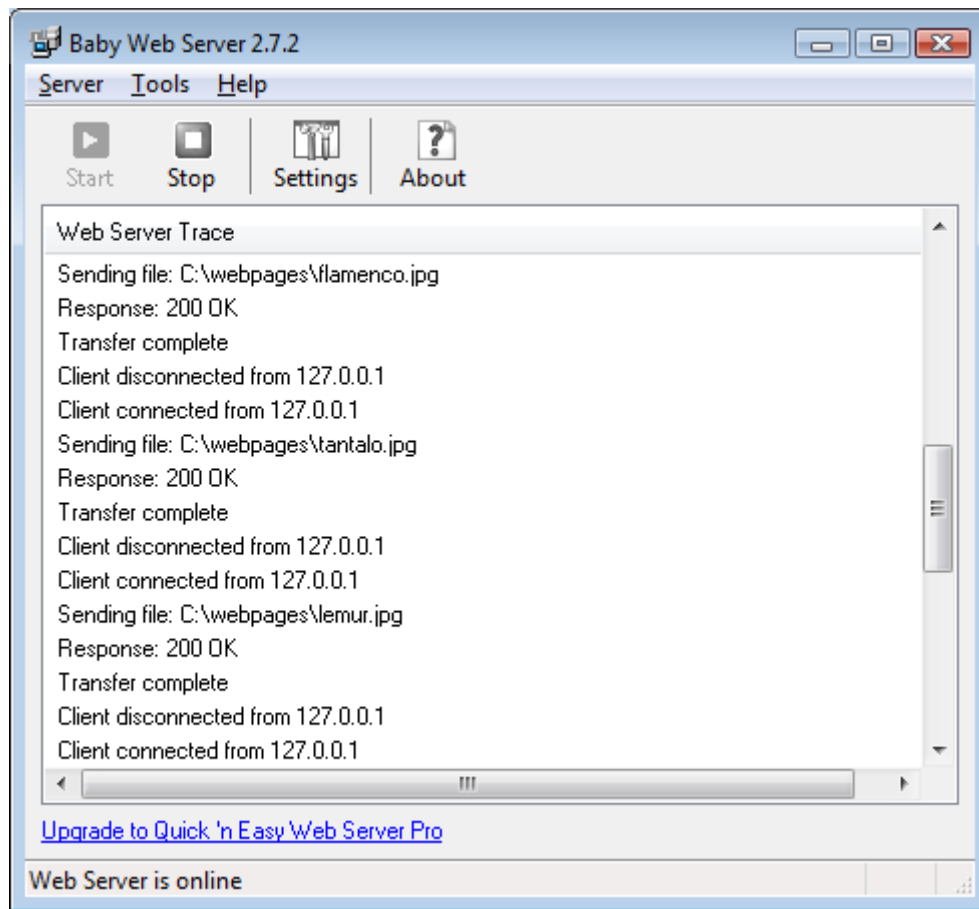 Baby Web Server 2.7.2
Server Tools Help
Start Stop Settings About
Web Server Trace
Sending file: C:\webpages\flamenco.jpg
Response: 200 OK
Transfer complete
Client disconnected from 127.0.0.1
Client connected from 127.0.0.1
Sending file: C:\webpages\tantalo.jpg
Response: 200 OK
Transfer complete
Client disconnected from 127.0.0.1
Client connected from 127.0.0.1
Sending file: C:\webpages\lemur.jpg
Response: 200 OK
Transfer complete
Client disconnected from 127.0.0.1
Client connected from 127.0.0.1
Upgrade to Quick 'n Easy Web Server Pro
Web Server is online